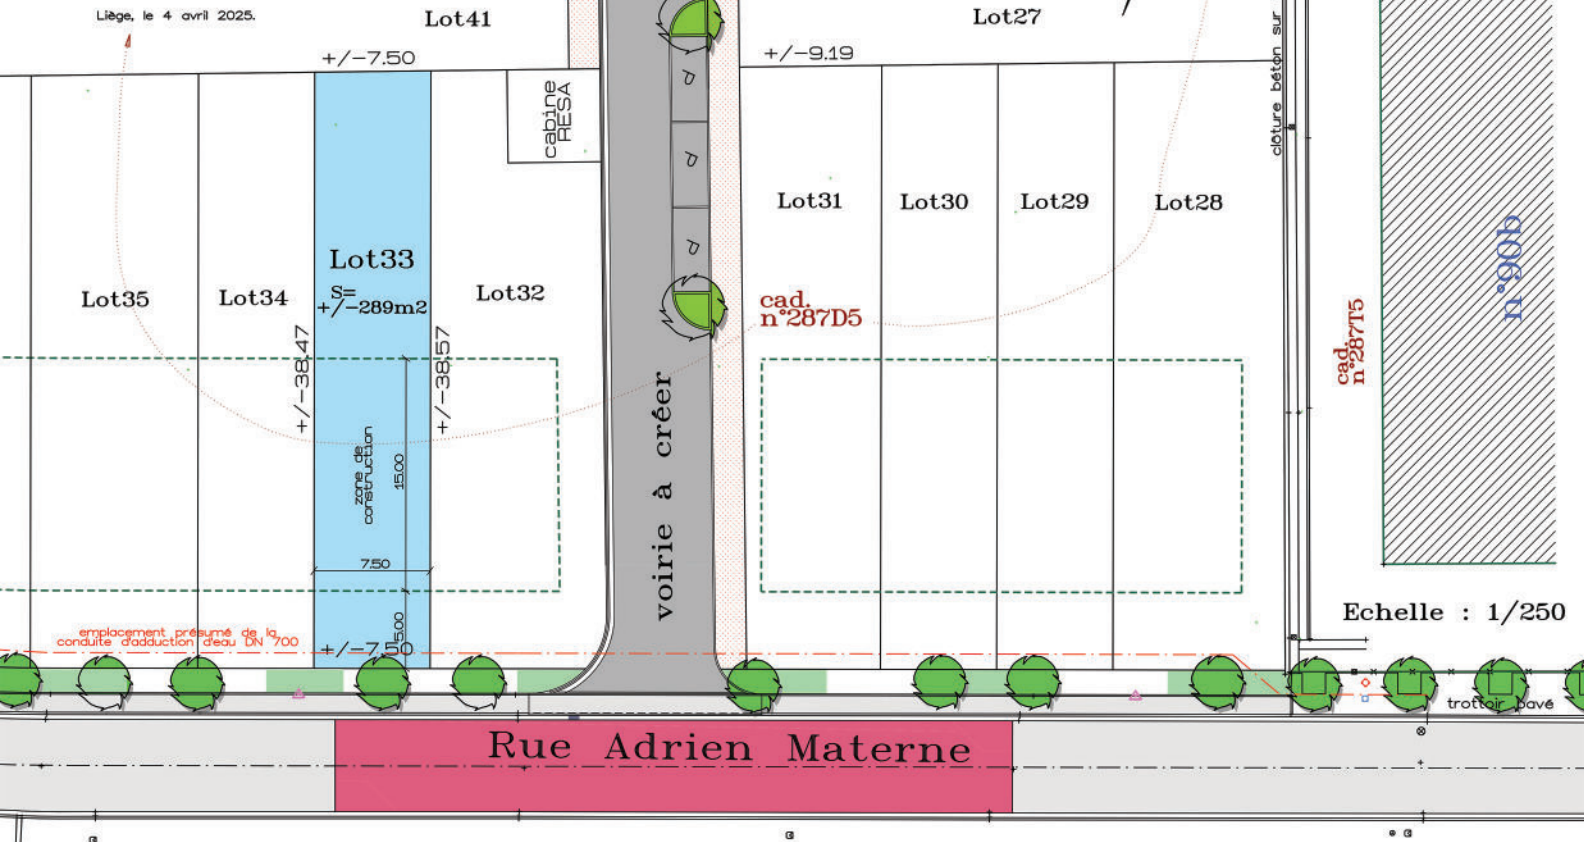 Liège, le 4 avril 2025.
Lot41
Lot27
+/-7.50
+/-9.19
cabine
RESA
P
P
P
clôture béton sur
Lot31
Lot30
Lot29
Lot28
Lot33
S=
+/-289m2
Lot35
Lot34
Lot32
cad.
n°287D5
n°90b
cad.
n°287T5
+/-38.47
+/-38.57
zone de
construction
15.00
7.50
5.00
voirie à créer
Echelle : 1/250
emplacement présumé de la
conduite d'adduction d'eau DN 700
+/-7.50
trottoir pavé
Rue Adrien Materne